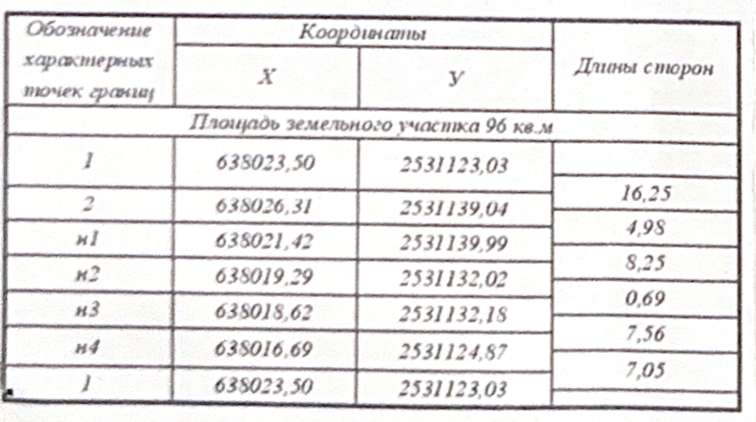 Обозначение характерных точек границ Координаты Длины сторон
X У
Площадь земельного участка 96 кв.м
1 638023,50 2531123,03
16,25
2 638026,31 2531139,04
4,98
н1 638021,42 2531139,99
8,25
н2 638019,29 2531132,02
0,69
н3 638018,62 2531132,18
7,56
н4 638016,69 2531124,87
7,05
1 638023,50 2531123,03